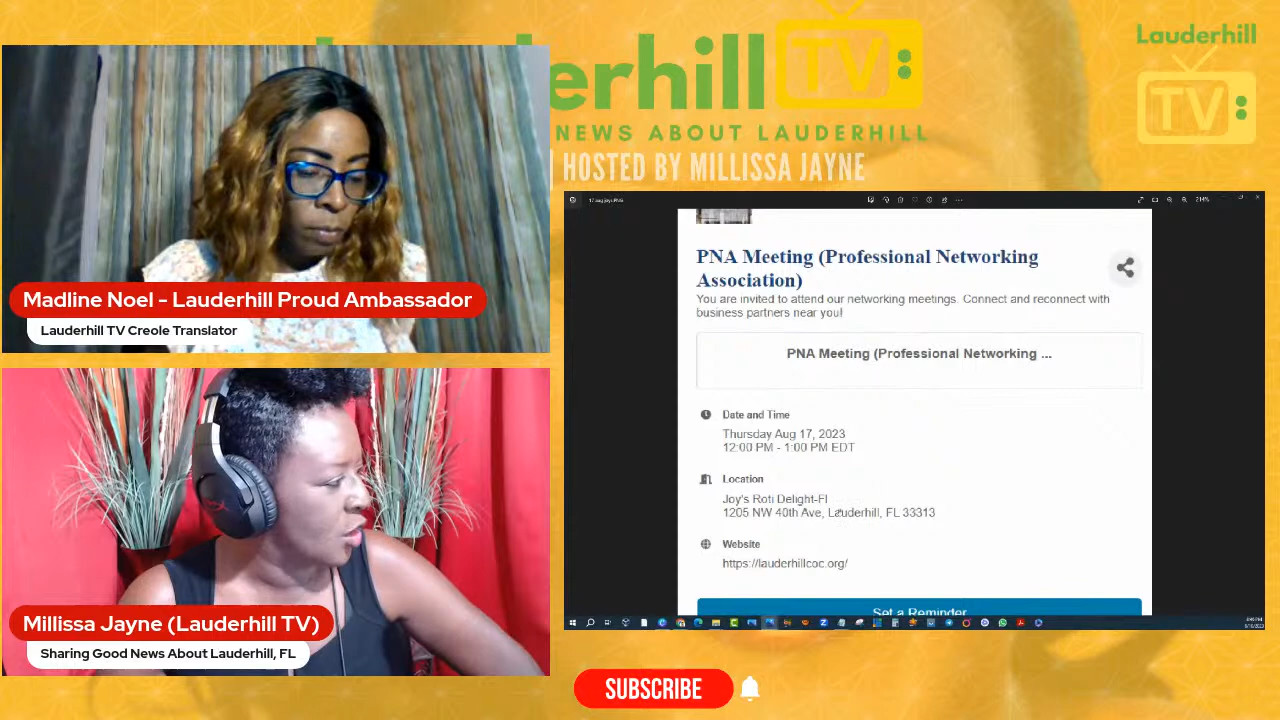 erhill TV:
NEWS ABOUT LAUDERHILL
HOSTED BY MILLISSA JAYNE
Lauderhill
TV:
Madline Noel - Lauderhill Proud Ambassador
Lauderhill TV Creole Translator
Millissa Jayne (Lauderhill TV)
Sharing Good News About Lauderhill, FL
214%
PNA Meeting (Professional Networking
Association)
You are invited to attend our networking meetings. Connect and reconnect with
business partners near you!
PNA Meeting (Professional Networking ...
Date and Time
Thursday Aug 17, 2023
12:00 PM - 1:00 PM EDT
Location
Joy's Roti Delight-Fl
1205 NW 40th Ave, Lauderhill, FL 33313
Website
https://lauderhillcoc.org/
Set a Reminder
SUBSCRIBE